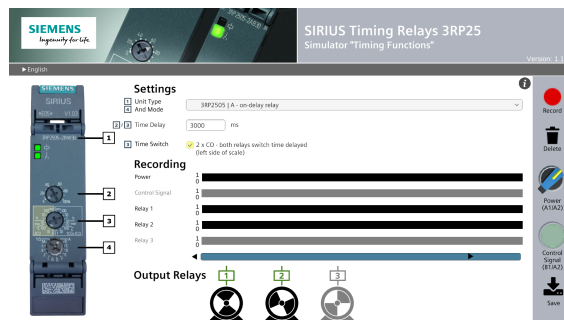 SIEMENS
Ingenuity for life
SIRIUS Timing Relays 3RP25
Simulator "Timing Functions"
Version: 1.1
English
SIEMENS
SIRIUS
Settings
1 Unit Type
4 And Mode
3RP2505 | A - on-delay relay
2 / 3 Time Delay
3000 ms
3 Time Switch
2 x CO - both relays switch time delayed
(left side of scale)
Recording
Power 1
0
Control Signal 1
0
Relay 1 1
0
Relay 2 1
0
Relay 3 1
0
Output Relays 1 2 3
1
2
3
4
Record
Delete
Power
(A1/A2)
Control
Signal
(B1/A2)
Save